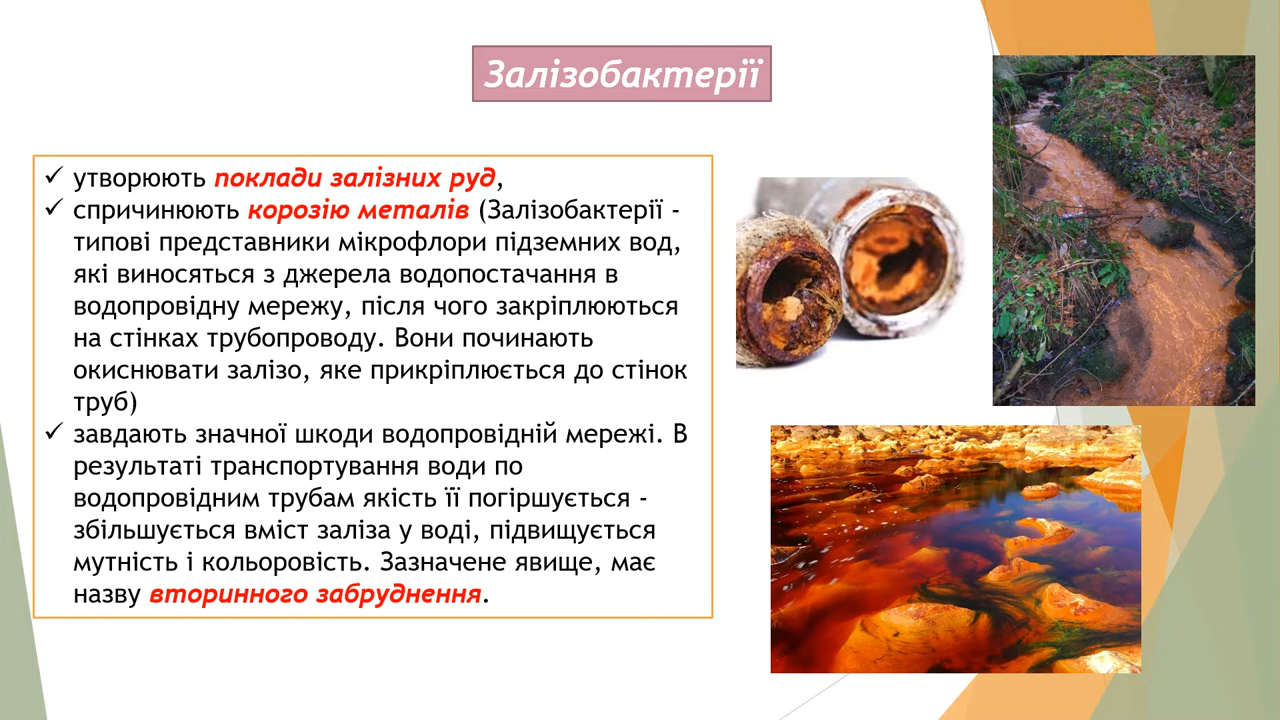 Залізобактерії
✓ утворюють поклади залізних руд,
✓ спричинюють корозію металів (Залізобактерії -
типові представники мікрофлори підземних вод,
які виносяться з джерела водопостачання в
водопровідну мережу, після чого закріплюються
на стінках трубопроводу. Вони починають
окиснювати залізо, яке прикріплюється до стінок
труб)
✓ завдають значної шкоди водопровідній мережі. В
результаті транспортування води по
водопровідним трубам якість її погіршується -
збільшується вміст заліза у воді, підвищується
мутність і кольоровість. Зазначене явище, має
назву вторинного забруднення.